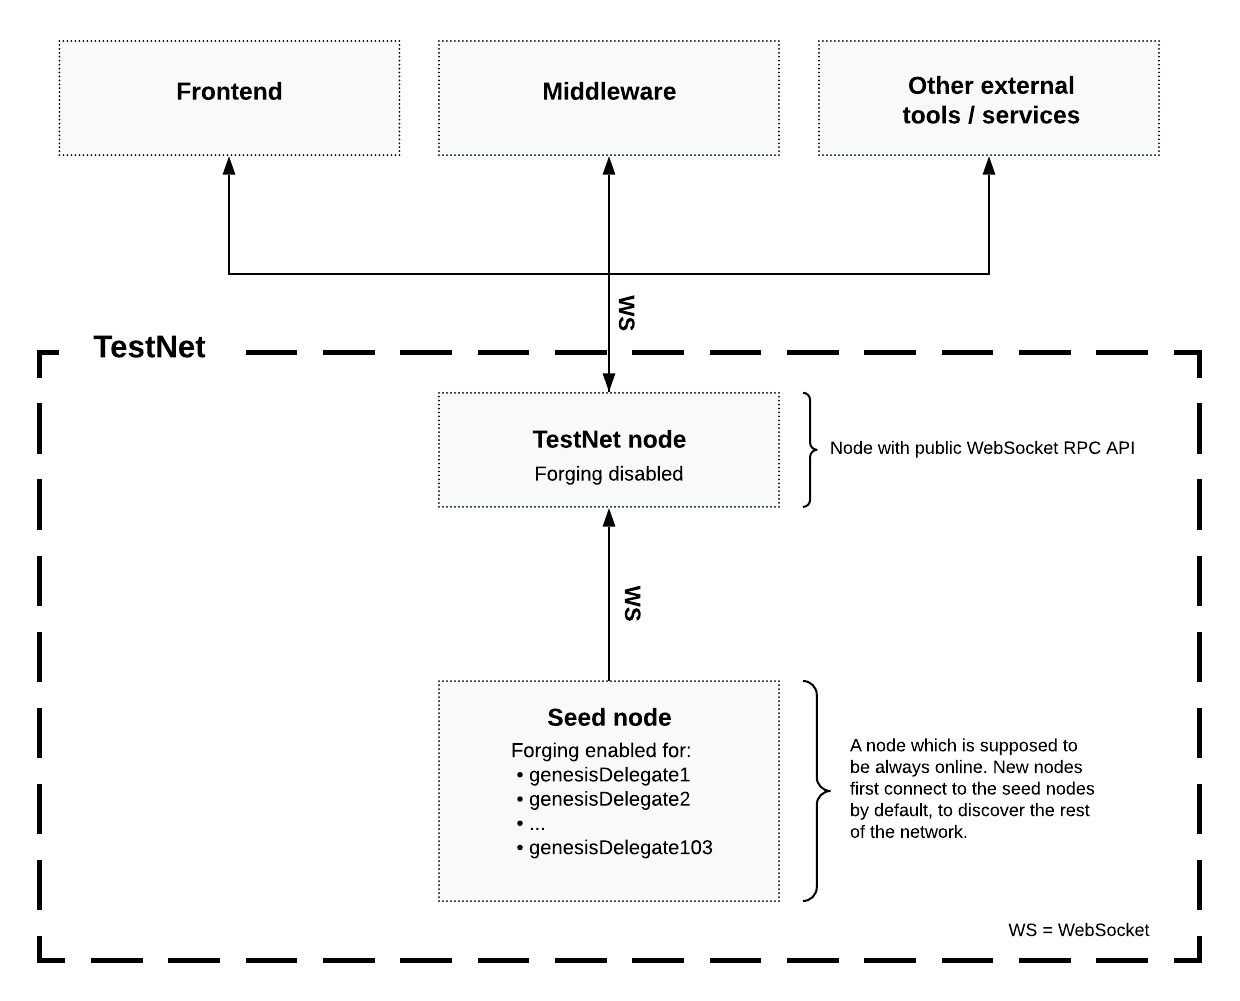 Frontend
Middleware
Other external
tools / services
WS
TestNet
TestNet node
Forging disabled
Node with public WebSocket RPC API
WS
Seed node
Forging enabled for:
• genesisDelegate1
• genesisDelegate2
• ...
• genesisDelegate103
A node which is supposed to
be always online. New nodes
first connect to the seed nodes
by default, to discover the rest
of the network.
WS = WebSocket